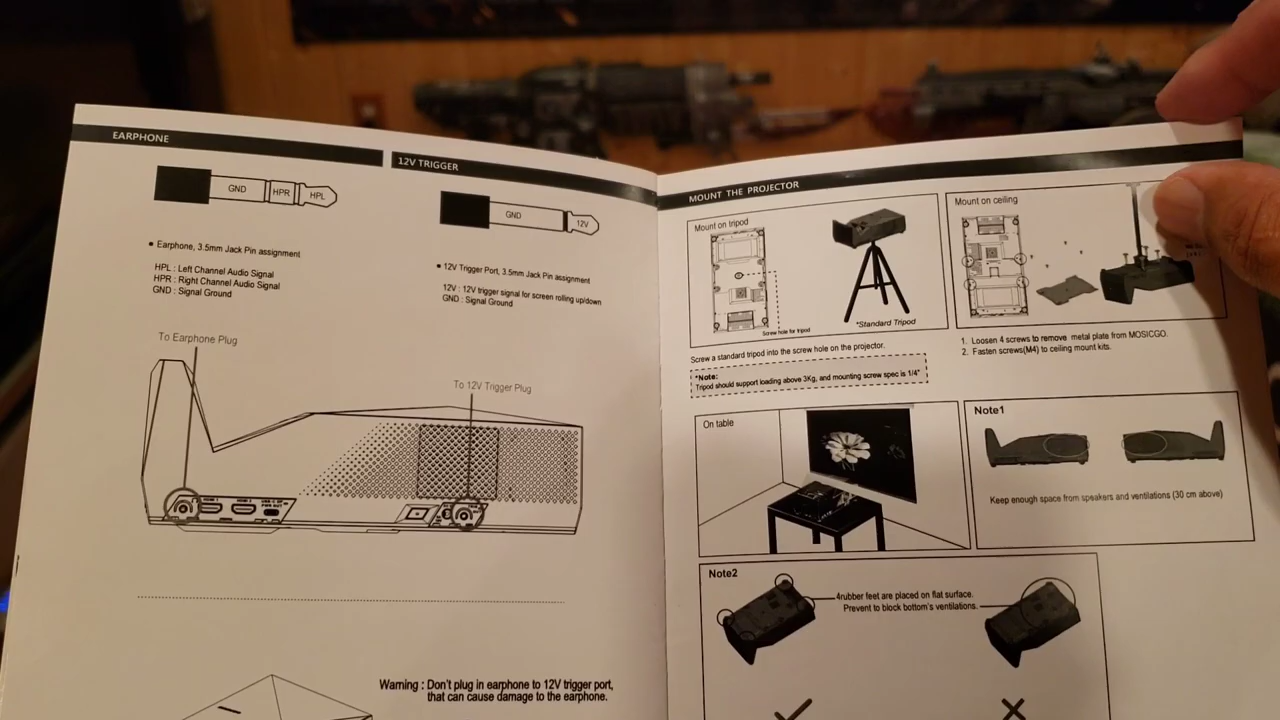 EARPHONE
GND
HPR
HPL
• Earphone, 3.5mm Jack Pin assignment
HPL : Left Channel Audio Signal
HPR : Right Channel Audio Signal
GND : Signal Ground
12V TRIGGER
GND
12V
• 12V Trigger Port, 3.5mm Jack Pin assignment
12V : 12V trigger signal for screen rolling up/down
GND : Signal Ground
To Earphone Plug
To 12V Trigger Plug
Warning : Don't plug in earphone to 12V trigger port,
that can cause damage to the earphone.
MOUNT THE PROJECTOR
Mount on tripod
Screw hole for tripod
*Standard Tripod
Screw a standard tripod into the screw hole on the projector.
*Note:
Tripod should support loading above 3Kg, and mounting screw spec is 1/4"
Mount on ceiling
1. Loosen 4 screws to remove metal plate from MOSICGO.
2. Fasten screws(M4) to ceiling mount kits.
On table
Note1
Keep enough space from speakers and ventilations (30 cm above)
Note2
4rubber feet are placed on flat surface.
Prevent to block bottom's ventilations.